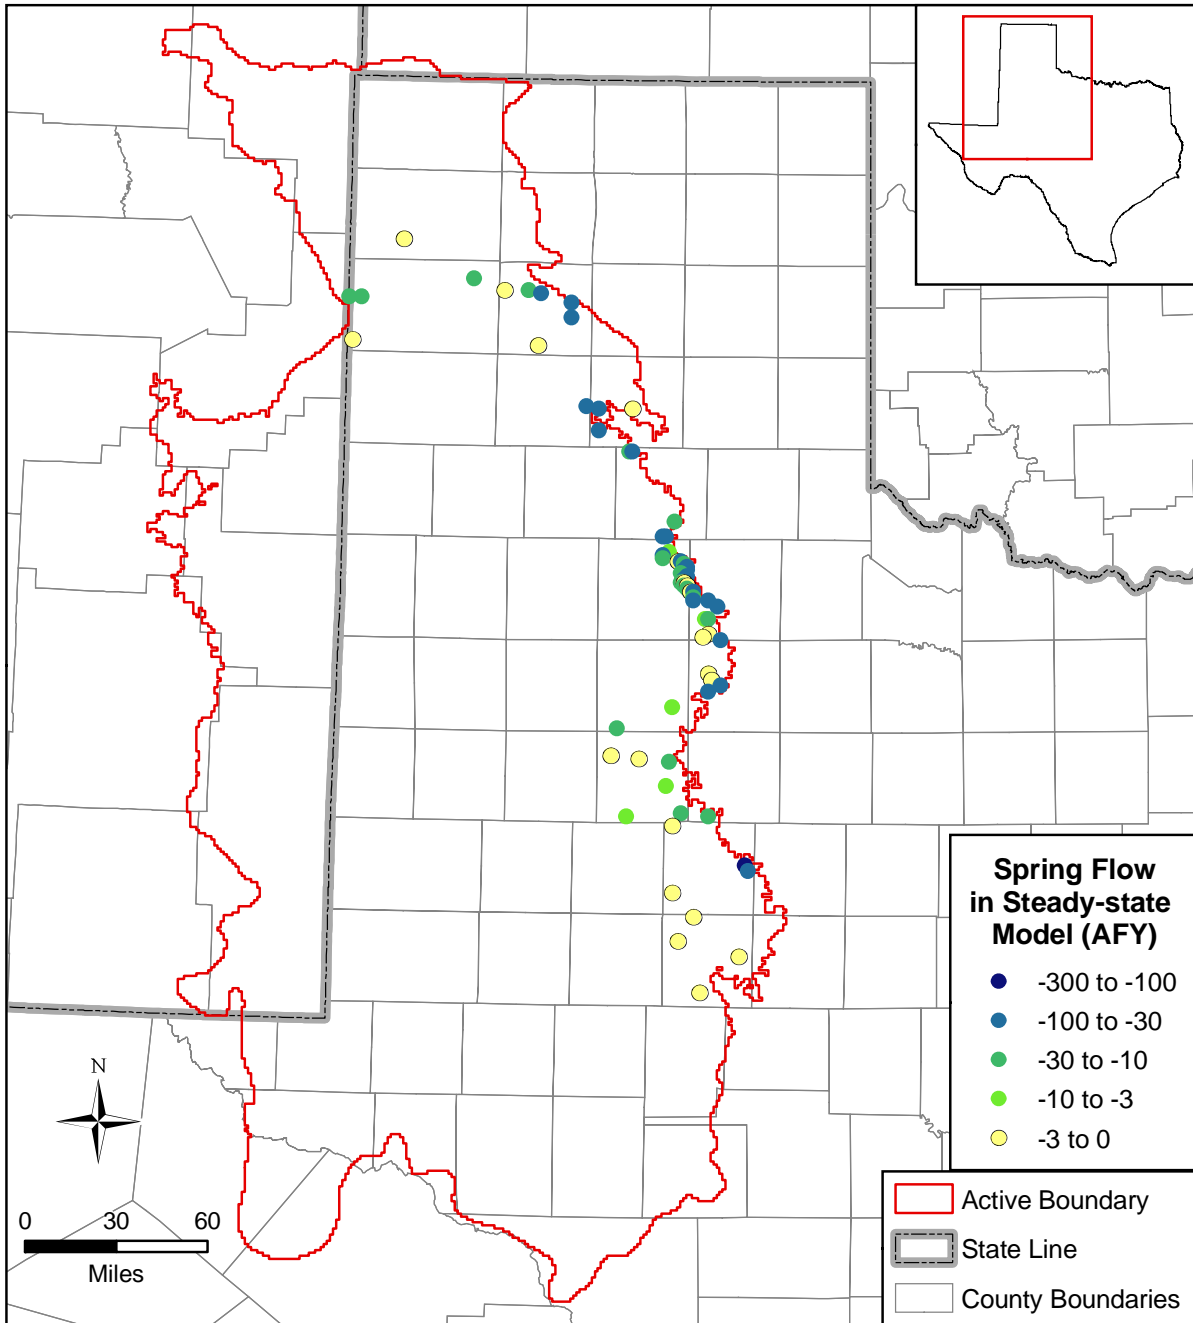 Spring Flow
in Steady-state
Model (AFY)
-300 to -100
-100 to -30
-30 to -10
-10 to -3
-3 to 0
N
0 30 60
Miles
Active Boundary
State Line
County Boundaries